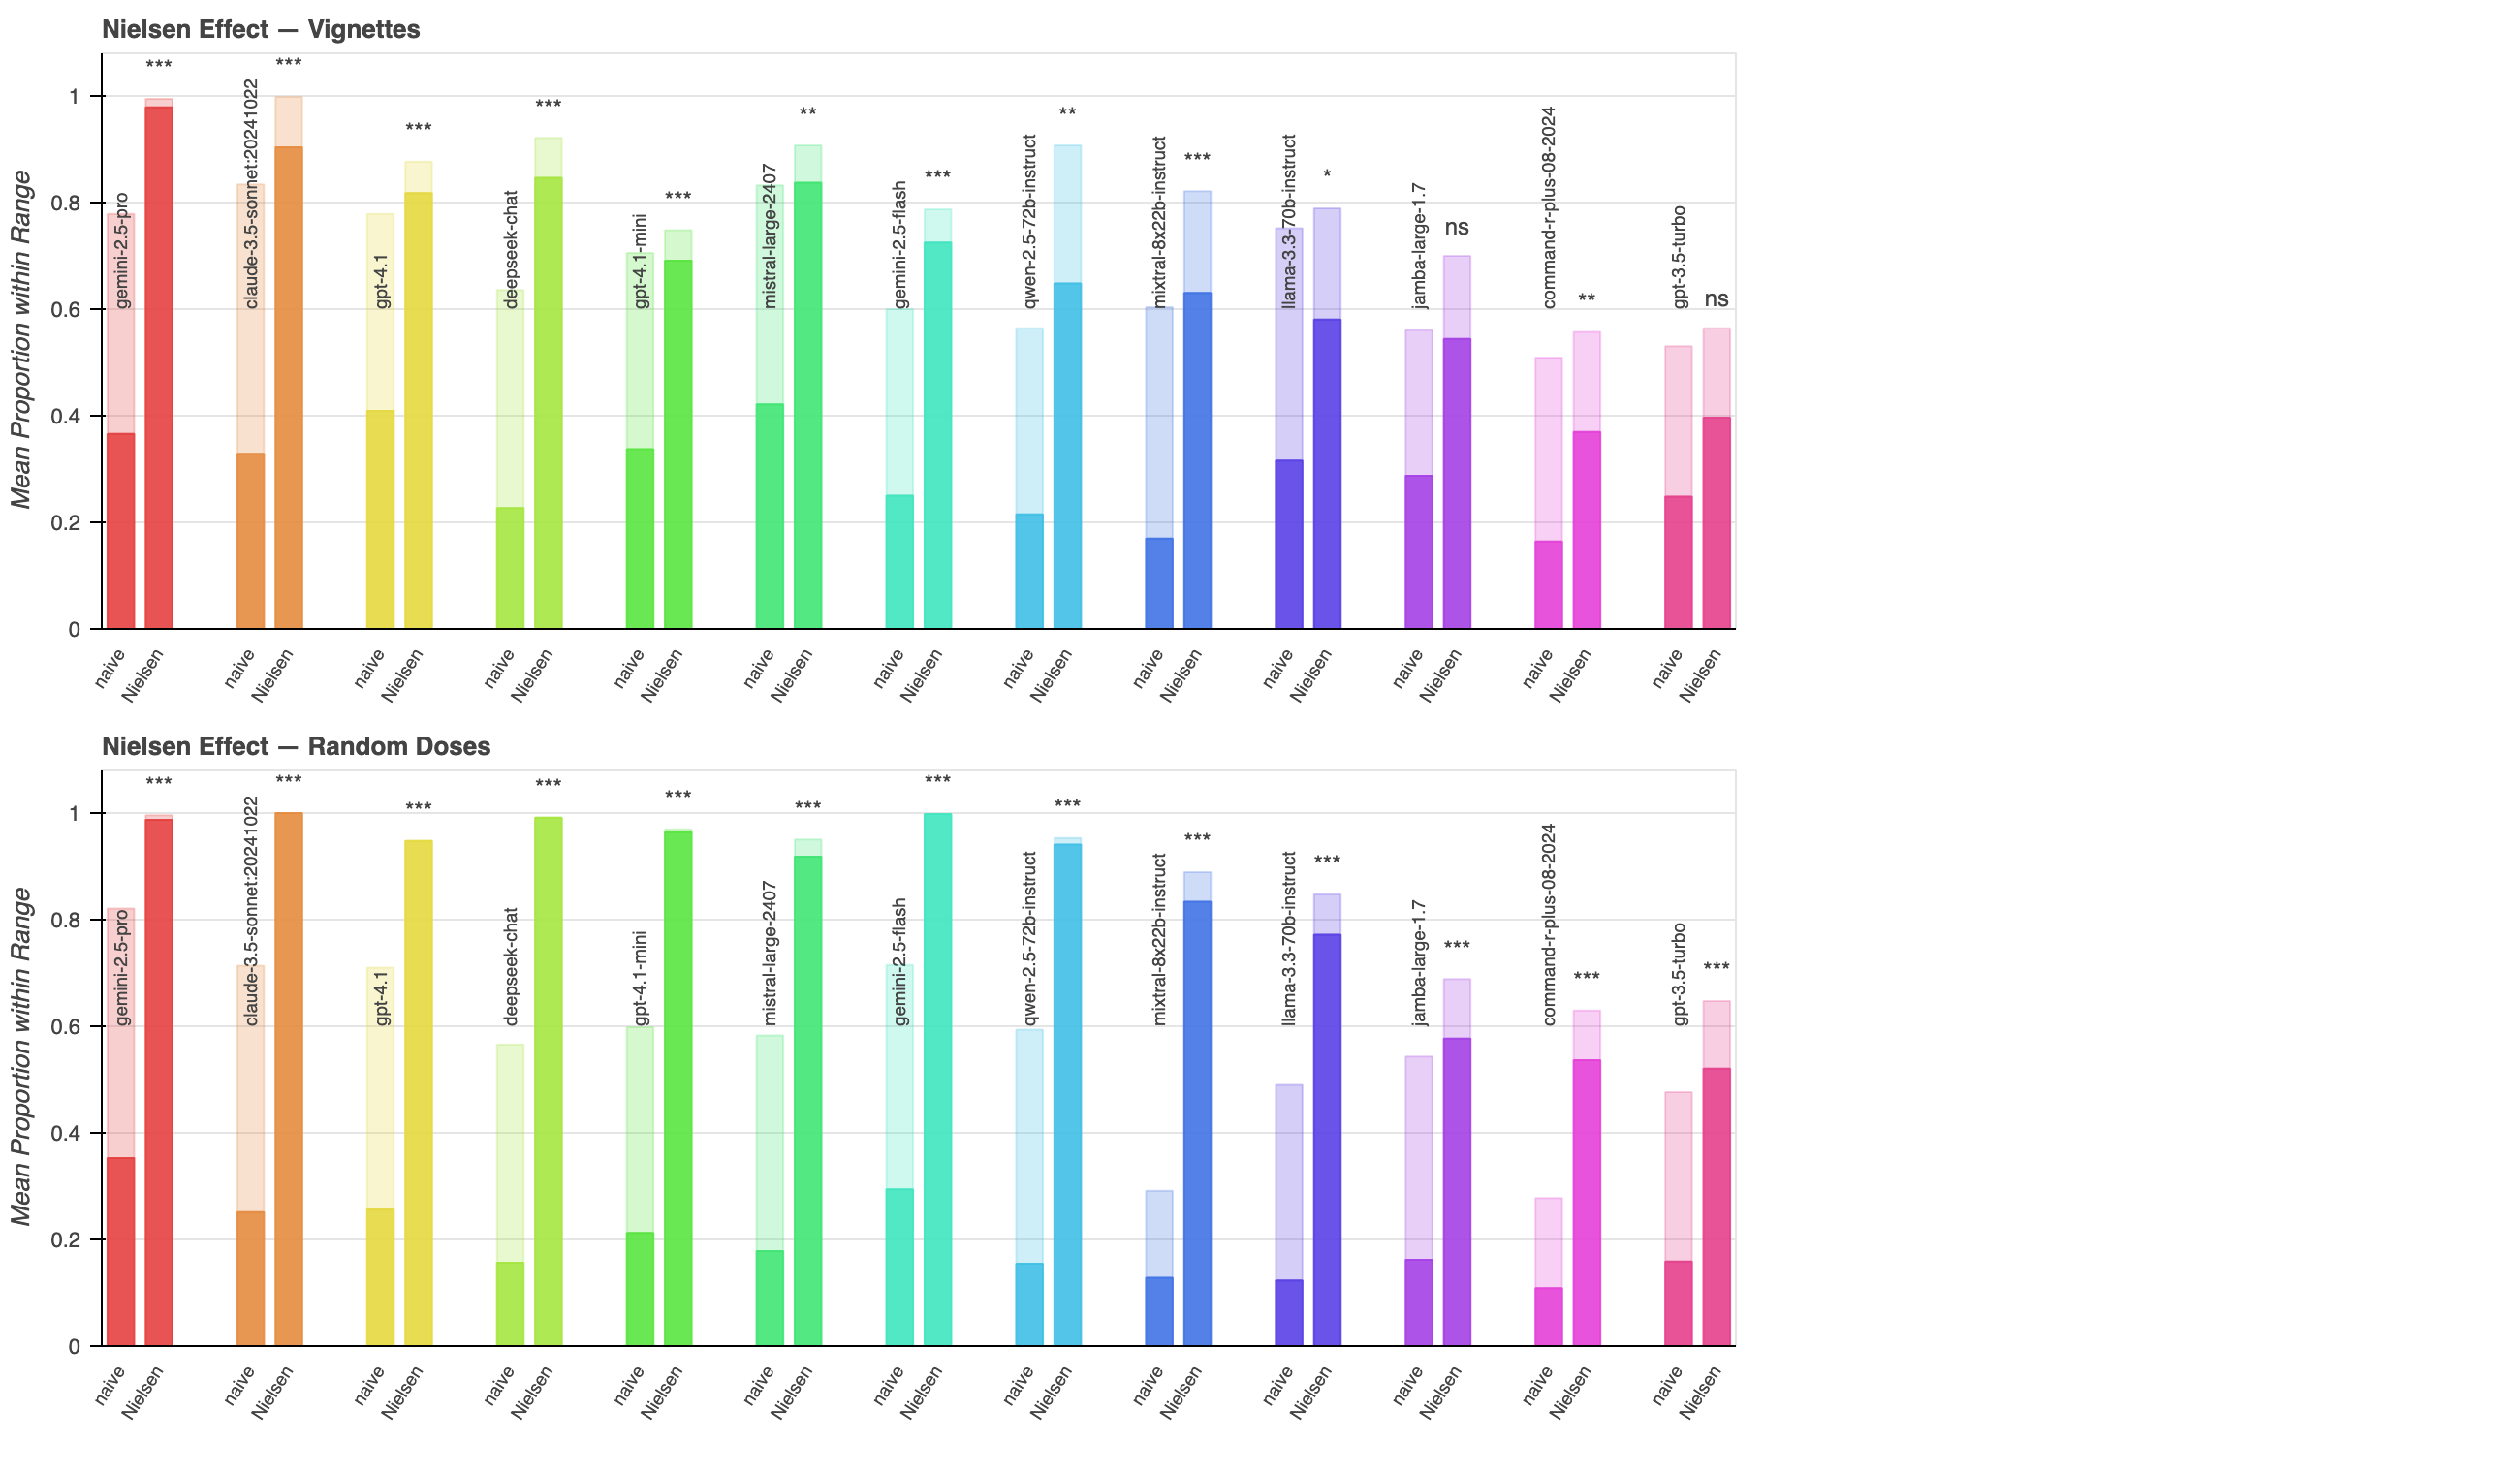 Nielsen Effect — Vignettes
Mean Proportion within Range
1
0.8
0.6
0.4
0.2
0
***
***
***
***
***
**
***
**
***
*
ns
**
ns
gemini-2.5-pro
claude-3.5-sonnet:20241022
gpt-4.1
deepseek-chat
gpt-4.1-mini
mistral-large-2407
gemini-2.5-flash
qwen-2.5-72b-instruct
mixtral-8x22b-instruct
llama-3.3-70b-instruct
jamba-large-1.7
command-r-plus-08-2024
gpt-3.5-turbo
naive
Nielsen
naive
Nielsen
naive
Nielsen
naive
Nielsen
naive
Nielsen
naive
Nielsen
naive
Nielsen
naive
Nielsen
naive
Nielsen
naive
Nielsen
naive
Nielsen
naive
Nielsen
naive
Nielsen
Nielsen Effect — Random Doses
Mean Proportion within Range
1
0.8
0.6
0.4
0.2
0
***
***
***
***
***
***
***
***
***
***
***
***
***
gemini-2.5-pro
claude-3.5-sonnet:20241022
gpt-4.1
deepseek-chat
gpt-4.1-mini
mistral-large-2407
gemini-2.5-flash
qwen-2.5-72b-instruct
mixtral-8x22b-instruct
llama-3.3-70b-instruct
jamba-large-1.7
command-r-plus-08-2024
gpt-3.5-turbo
naive
Nielsen
naive
Nielsen
naive
Nielsen
naive
Nielsen
naive
Nielsen
naive
Nielsen
naive
Nielsen
naive
Nielsen
naive
Nielsen
naive
Nielsen
naive
Nielsen
naive
Nielsen
naive
Nielsen